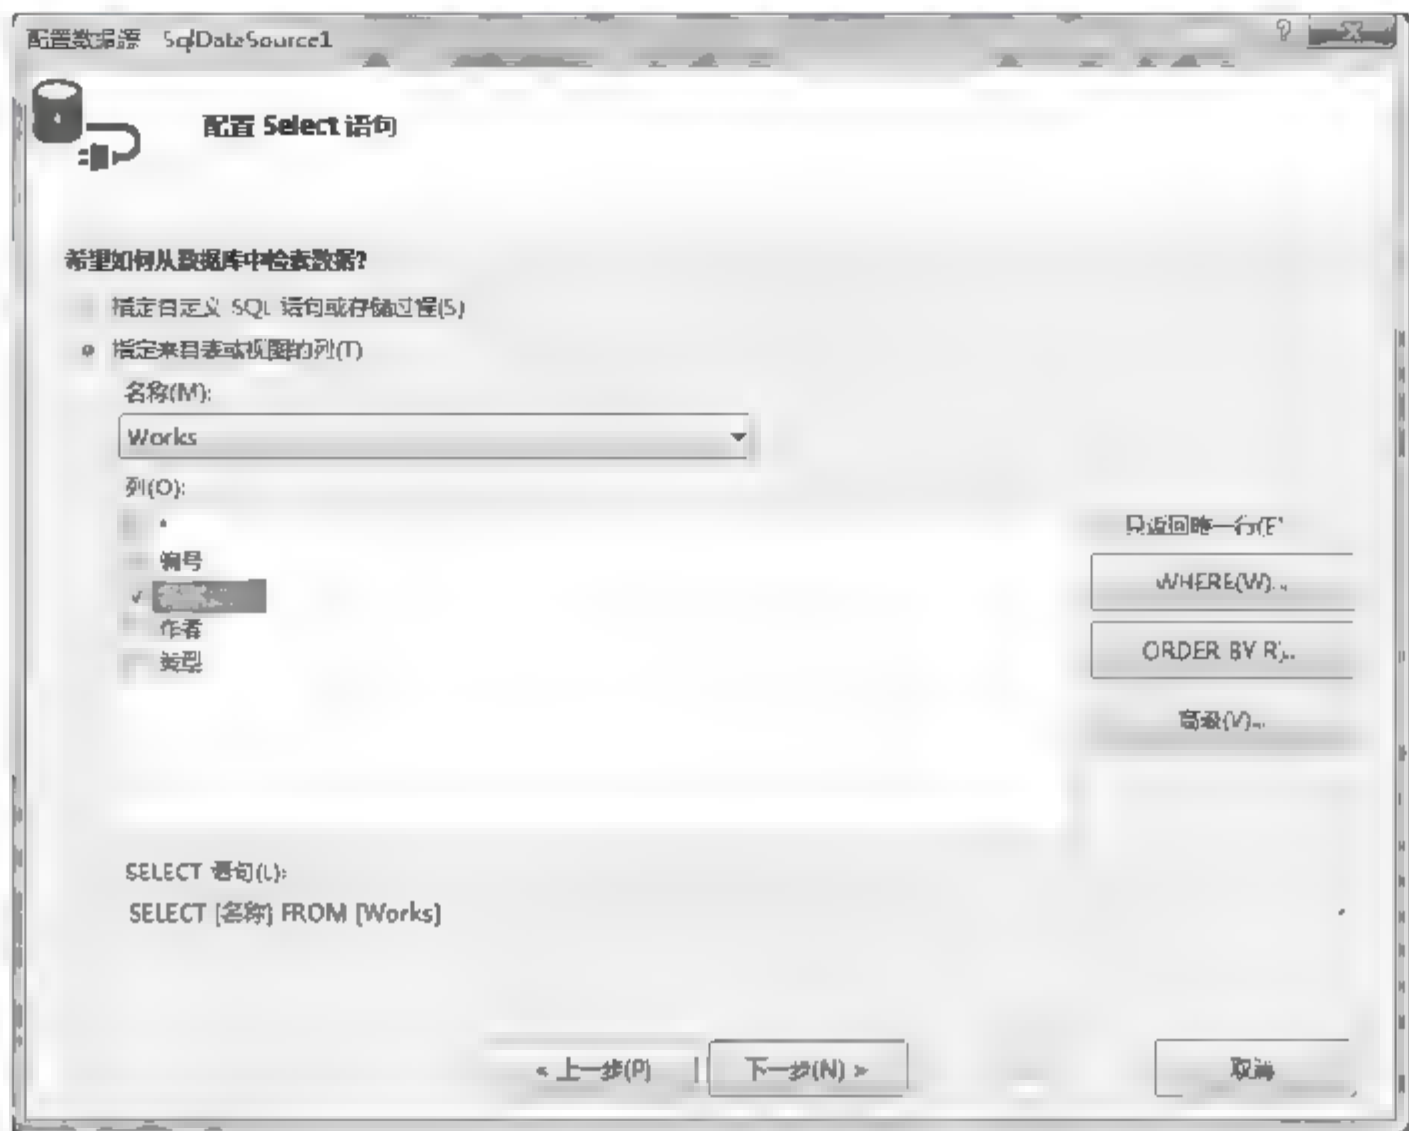 配置数据源 SqlDataSource1
配置 Select 语句
希望如何从数据库中检索数据?
指定自定义 SQL 语句或存储过程(S)
指定来自表或视图的列(T)
名称(M):
Works
列(O):
*
编号
作者
类型
只返回唯一行(E)
WHERE(W)...
ORDER BY(R)...
高级(V)...
SELECT 语句(L):
SELECT [名称] FROM [Works]
< 上一步(P)
下一步(N) >
取消